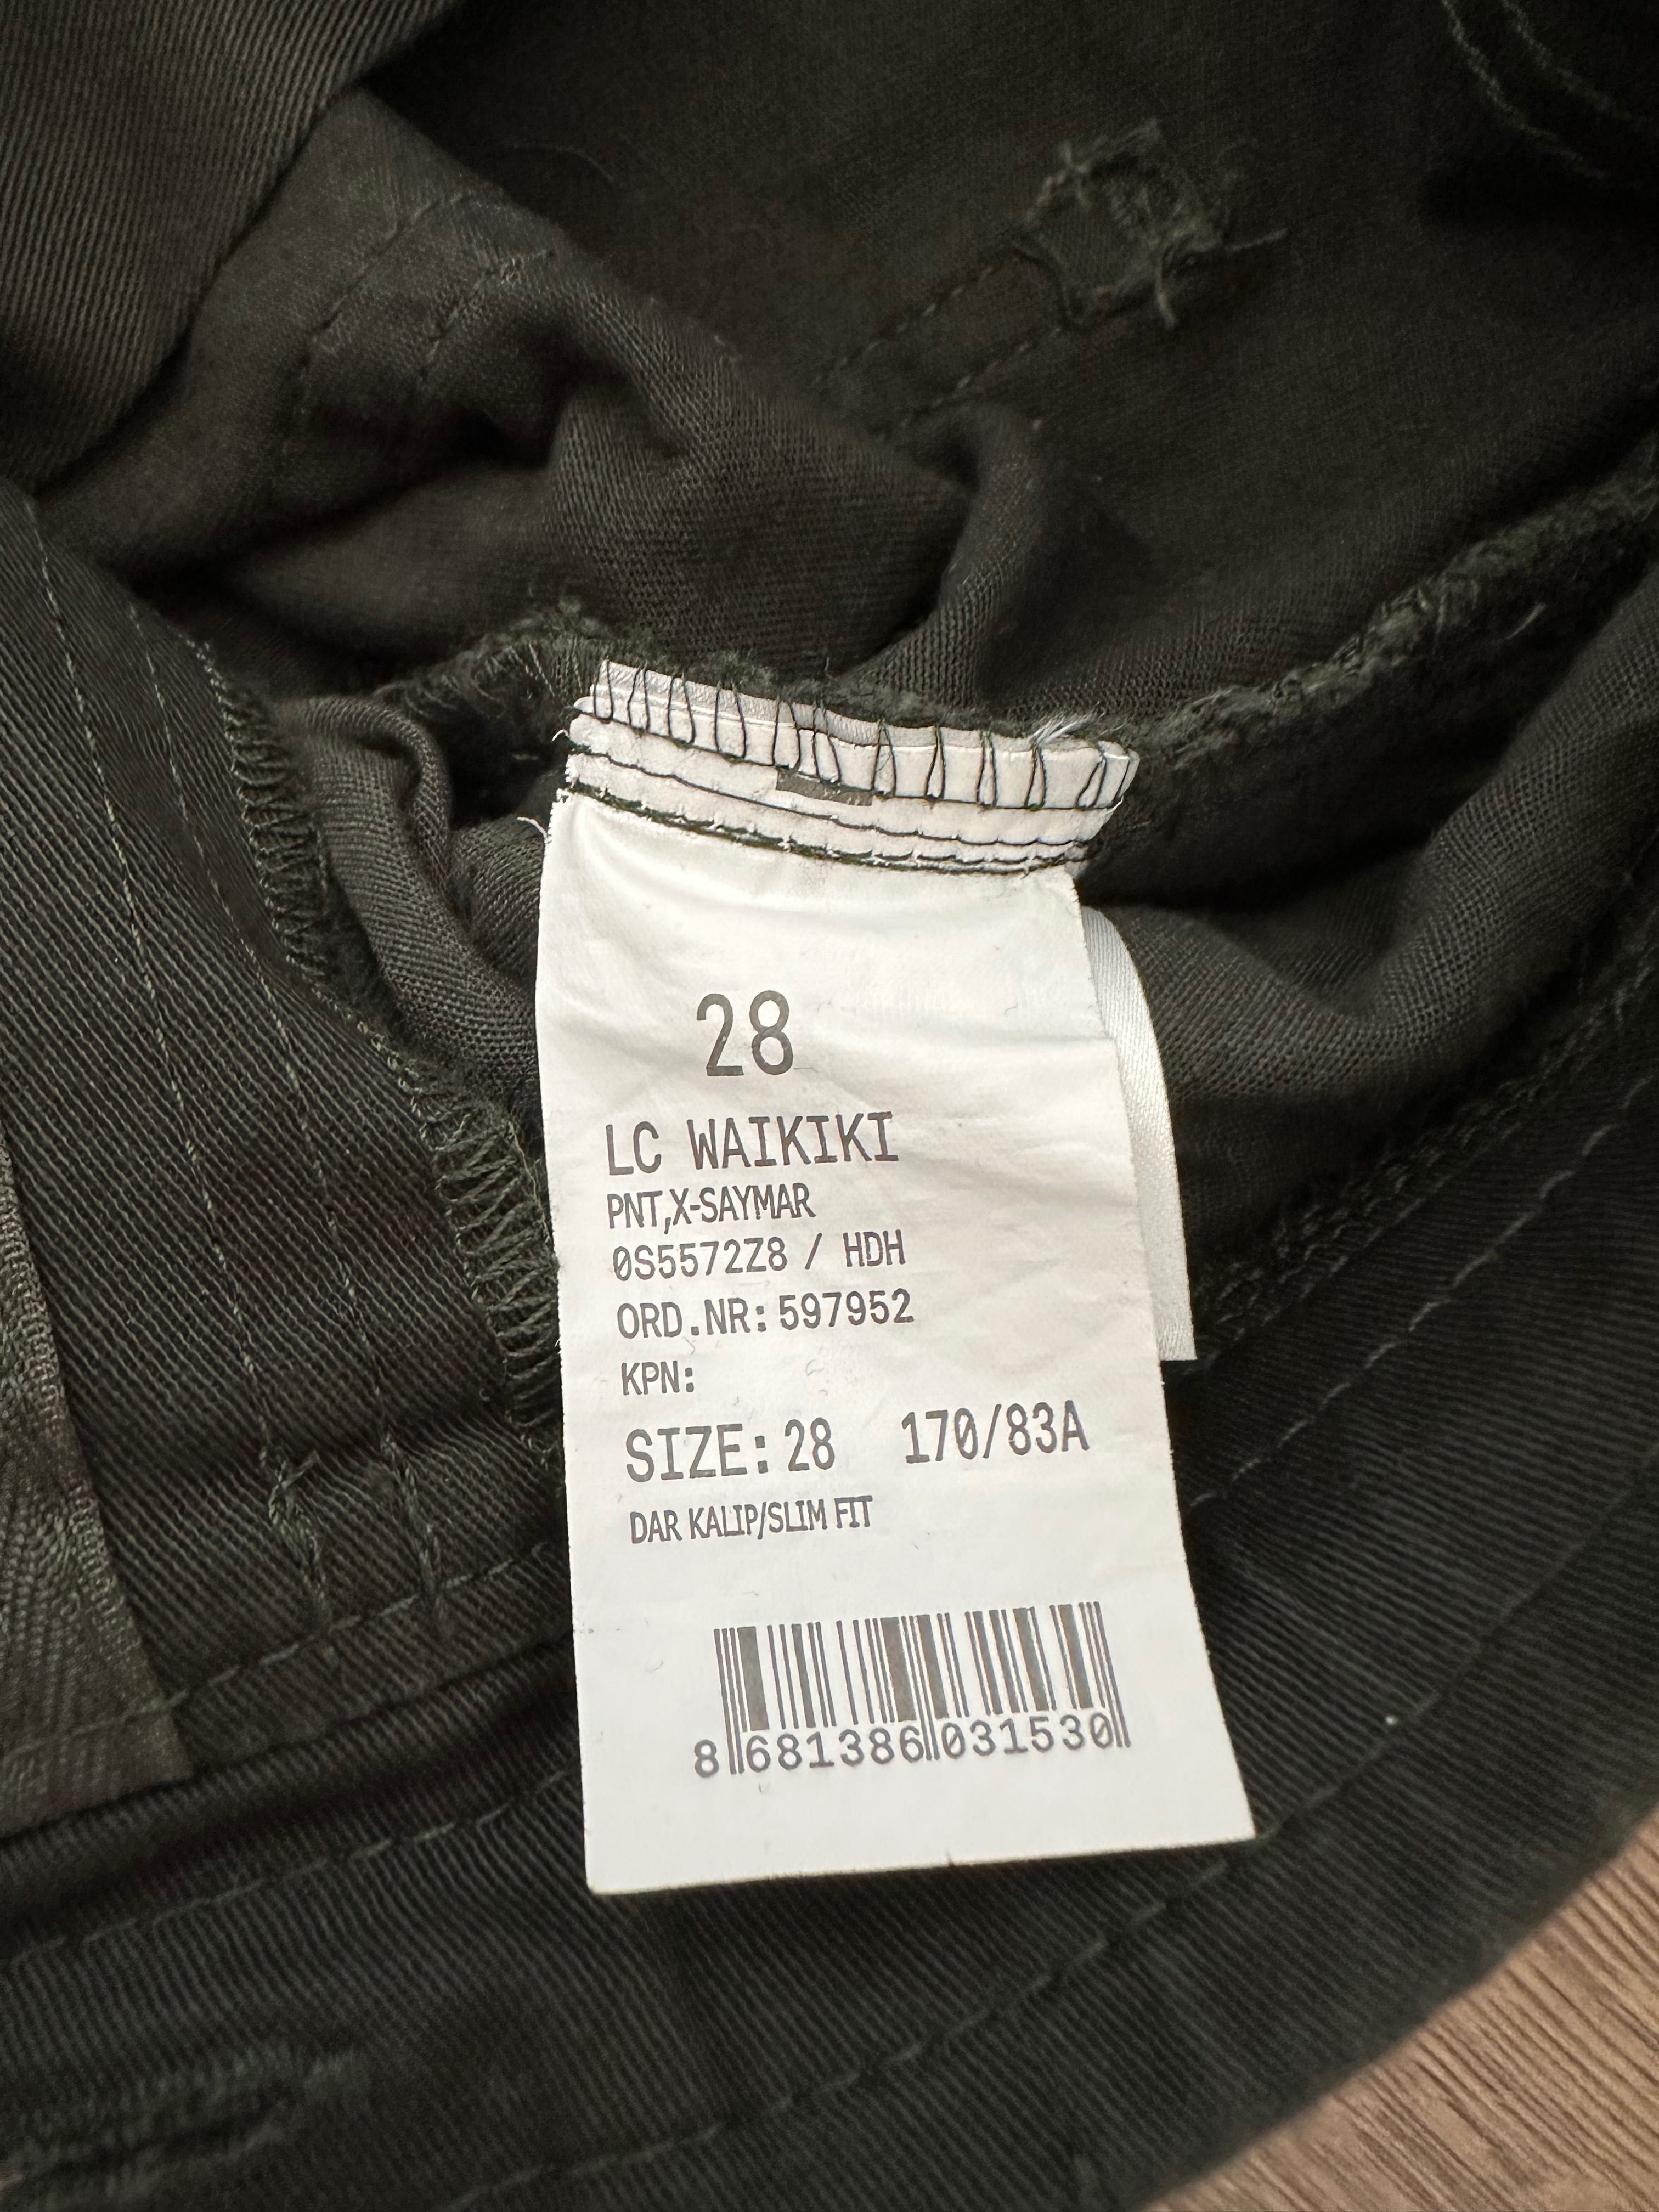 28
LC WAIKIKI
PNT,X-SAYMAR
0S5572Z8 / HDH
ORD.NR: 597952
KPN:
SIZE: 28 170/83A
DAR KALIP/SLIM FIT
8 681386 031530